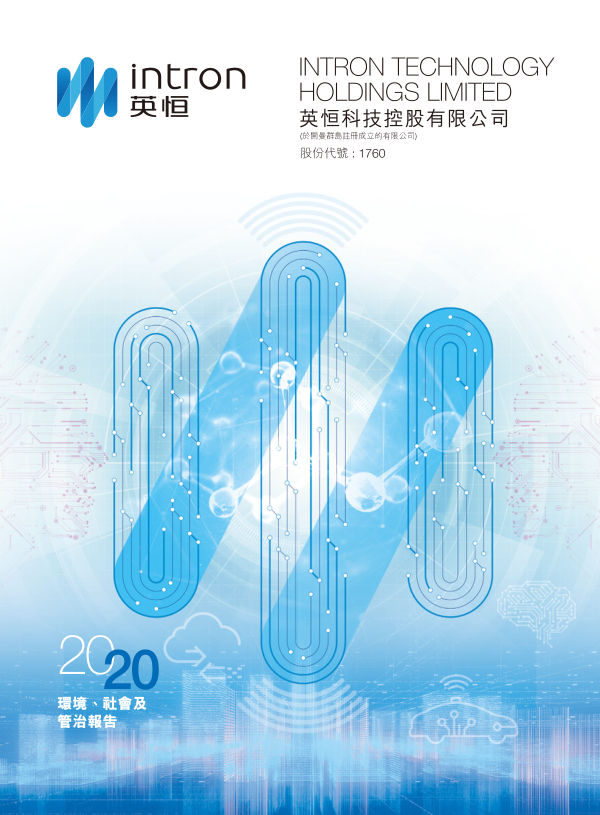 intron
英恒
INTRON TECHNOLOGY
HOLDINGS LIMITED
英恒科技控股有限公司
(於開曼群島註冊成立的有限公司)
股份代號：1760
2020
環境、社會及
管治報告